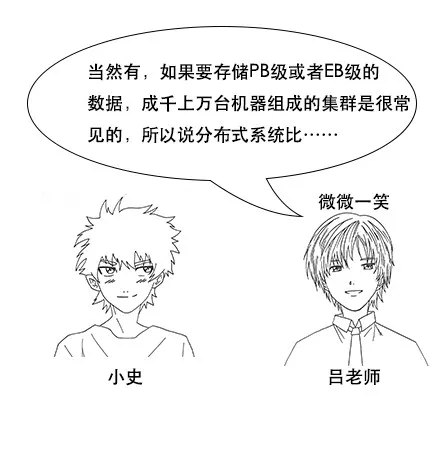 当然有，如果要存储PB级或者EB级的
数据，成千上万台机器组成的集群是很常
见的，所以说分布式系统比……
微微一笑
小史
吕老师